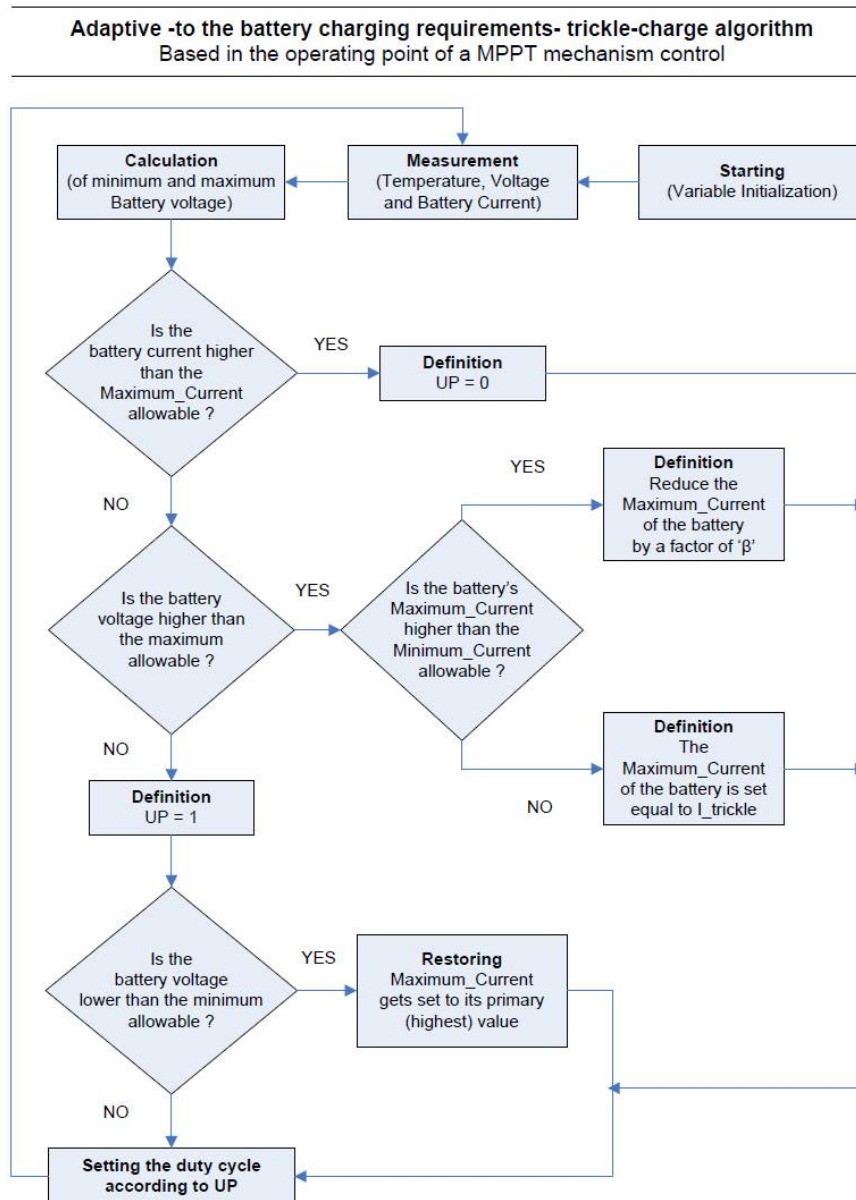 Adaptive -to the battery charging requirements- trickle-charge algorithm
Based in the operating point of a MPPT mechanism control
Calculation
(of minimum and maximum
Battery voltage)
Measurement
(Temperature, Voltage
and Battery Current)
Starting
(Variable Initialization)
Is the
battery current higher
than the
Maximum_Current
allowable ?
YES
Definition
UP = 0
NO
YES
Definition
Reduce the
Maximum_Current
of the battery
by a factor of ‘β’
Is the battery
voltage higher than
the maximum
allowable ?
YES
Is the battery's
Maximum_Current
higher than the
Minimum_Current
allowable ?
NO
Definition
UP = 1
NO
Definition
The
Maximum_Current
of the battery is set
equal to I_trickle
Is the
battery voltage
lower than the minimum
allowable ?
YES
Restoring
Maximum_Current
gets set to its primary
(highest) value
NO
Setting the duty cycle
according to UP